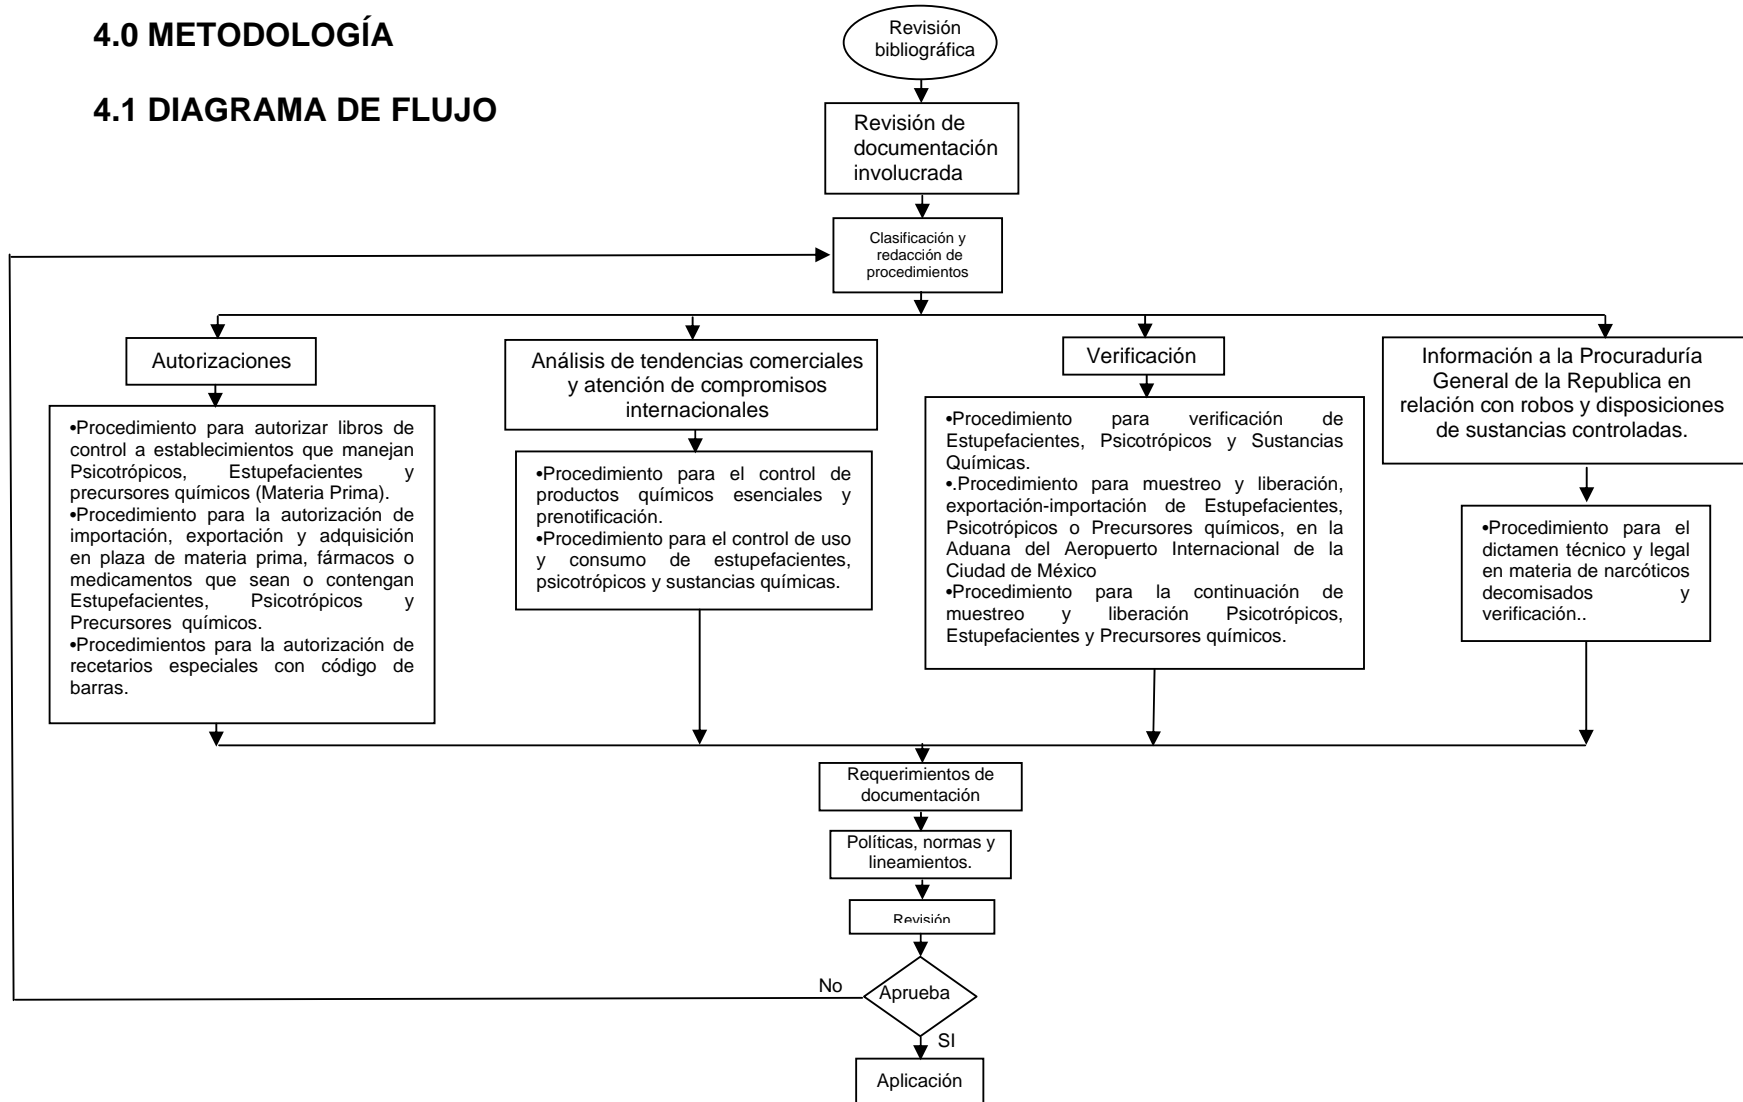 4.0 METODOLOGÍA
4.1 DIAGRAMA DE FLUJO
Revisión
bibliográfica
Revisión de
documentación
involucrada
Clasificación y
redacción de
procedimientos
Autorizaciones
•Procedimiento para autorizar libros de
control a establecimientos que manejan
Psicotrópicos, Estupefacientes y
precursores químicos (Materia Prima).
•Procedimiento para la autorización de
importación, exportación y adquisición
en plaza de materia prima, fármacos o
medicamentos que sean o contengan
Estupefacientes, Psicotrópicos y
Precursores químicos.
•Procedimientos para la autorización de
recetarios especiales con código de
barras.
Análisis de tendencias comerciales
y atención de compromisos
internacionales
•Procedimiento para el control de
productos químicos esenciales y
prenotificación.
•Procedimiento para el control de uso
y consumo de estupefacientes,
psicotrópicos y sustancias químicas.
Verificación
•Procedimiento para verificación de
Estupefacientes, Psicotrópicos y Sustancias
Químicas.
•.Procedimiento para muestreo y liberación,
exportación-importación de Estupefacientes,
Psicotrópicos o Precursores químicos, en la
Aduana del Aeropuerto Internacional de la
Ciudad de México
•Procedimiento para la continuación de
muestreo y liberación Psicotrópicos,
Estupefacientes y Precursores químicos.
Información a la Procuraduría
General de la Republica en
relación con robos y disposiciones
de sustancias controladas.
•Procedimiento para el
dictamen técnico y legal
en materia de narcóticos
decomisados y
verificación..
Requerimientos de
documentación
Políticas, normas y
lineamientos.
Revisión
Aprueba
No
SI
Aplicación